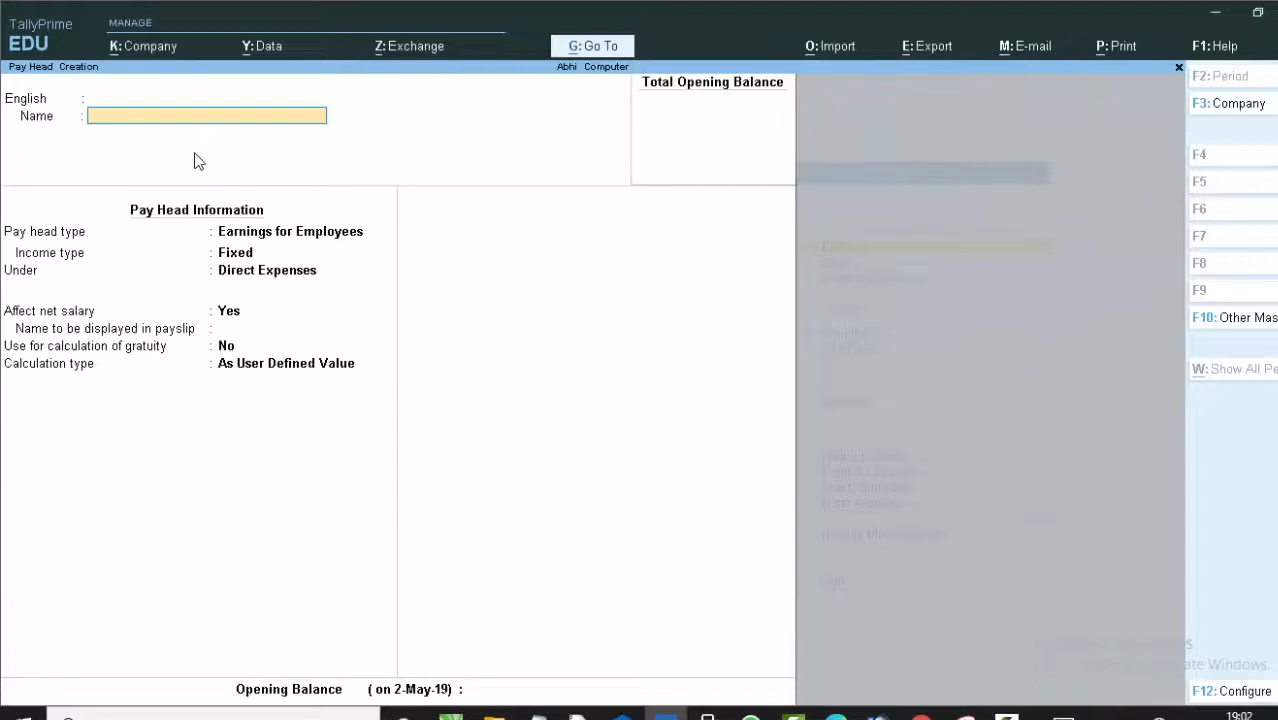 TallyPrime
MANAGE
EDU
K: Company
Y: Data
Z: Exchange
G: Go To
O: Import
E: Export
M: E-mail
P: Print
F1: Help
Pay Head Creation
Abhi Computer
×
F2: Period
F3: Company
Total Opening Balance
English :
Name :
F4
F5
F6
F7
F8
F9
F10: Other Mas
W: Show All Pe
Pay Head Information
Pay head type : Earnings for Employees
Income type : Fixed
Under : Direct Expenses
Affect net salary : Yes
Name to be displayed in payslip :
Use for calculation of gratuity : No
Calculation type : As User Defined Value
ate Windows.
Opening Balance ( on 2-May-19) :
F12: Configure
19:02